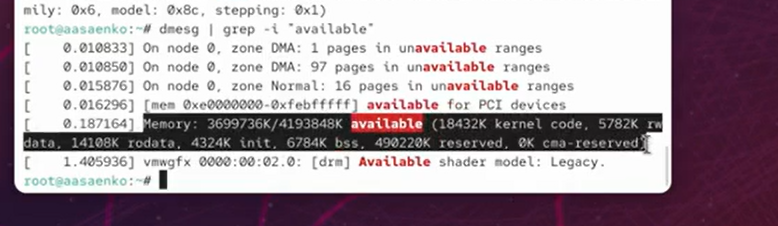 mily: 0x6, model: 0x8c, stepping: 0x1)
root@aasaenko:~# dmesg | grep -i "available"
[    0.010833] On node 0, zone DMA: 1 pages in unavailable ranges
[    0.010850] On node 0, zone DMA: 97 pages in unavailable ranges
[    0.015876] On node 0, zone Normal: 16 pages in unavailable ranges
[    0.016296] [mem 0xe0000000-0xfebfffff] available for PCI devices
[    0.187164] Memory: 3699736K/4193848K available (18432K kernel code, 5782K rw
data, 14108K rodata, 4324K init, 6784K bss, 490220K reserved, 0K cma-reserved)
[    1.405936] vmwgfx 0000:00:02.0: [drm] Available shader model: Legacy.
root@aasaenko:~#